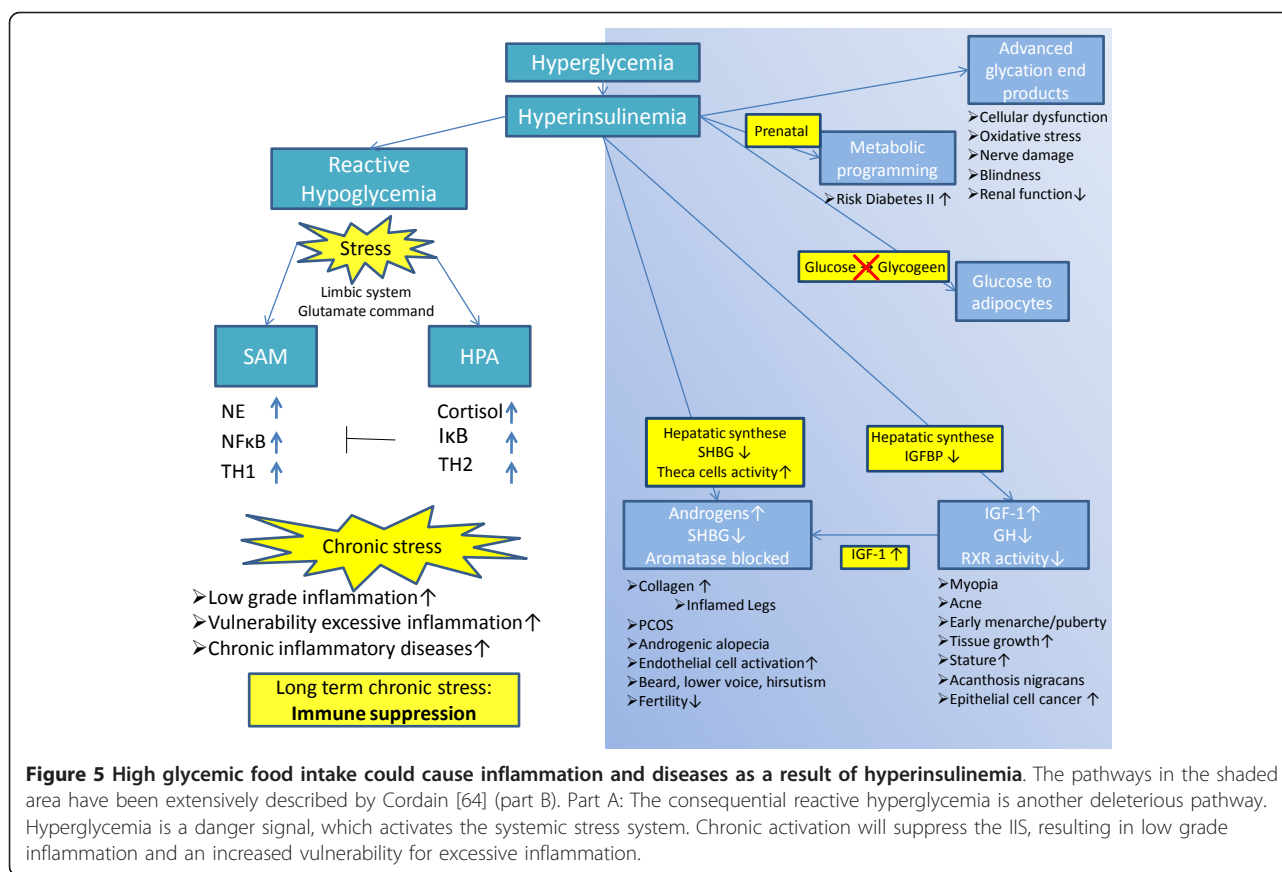 Hyperglycemia
Hyperinsulinemia
Reactive
Hypoglycemia
Stress
Limbic system
Glutamate command
SAM
HPA
NE ↑
NFκB ↑
TH1 ↑
Cortisol ↑
IκB ↑
TH2 ↑
Chronic stress
➢Low grade inflammation↑
➢Vulnerability excessive inflammation↑
➢Chronic inflammatory diseases↑
Long term chronic stress:
Immune suppression
Advanced
glycation end
products
➢Cellular dysfunction
➢Oxidative stress
➢Nerve damage
➢Blindness
➢Renal function↓
Prenatal
Metabolic
programming
➢Risk Diabetes II ↑
Glucose → Glycogeen
Glucose to
adipocytes
Hepatatic synthese
SHBG ↓
Theca cells activity↑
Hepatatic synthese
IGFBP ↓
Androgens↑
SHBG↓
Aromatase blocked
IGF-1 ↑
IGF-1↑
GH↓
RXR activity↓
➢Collagen ↑
➢Inflamed Legs
➢PCOS
➢Androgenic alopecia
➢Endothelial cell activation↑
➢Beard, lower voice, hirsutism
➢Fertility↓
➢Myopia
➢Acne
➢Early menarche/puberty
➢Tissue growth↑
➢Stature↑
➢Acanthosis nigracans
➢Epithelial cell cancer ↑
Figure 5 High glycemic food intake could cause inflammation and diseases as a result of hyperinsulinemia. The pathways in the shaded
area have been extensively described by Cordain [64] (part B). Part A: The consequential reactive hyperglycemia is another deleterious pathway.
Hyperglycemia is a danger signal, which activates the systemic stress system. Chronic activation will suppress the IIS, resulting in low grade
inflammation and an increased vulnerability for excessive inflammation.